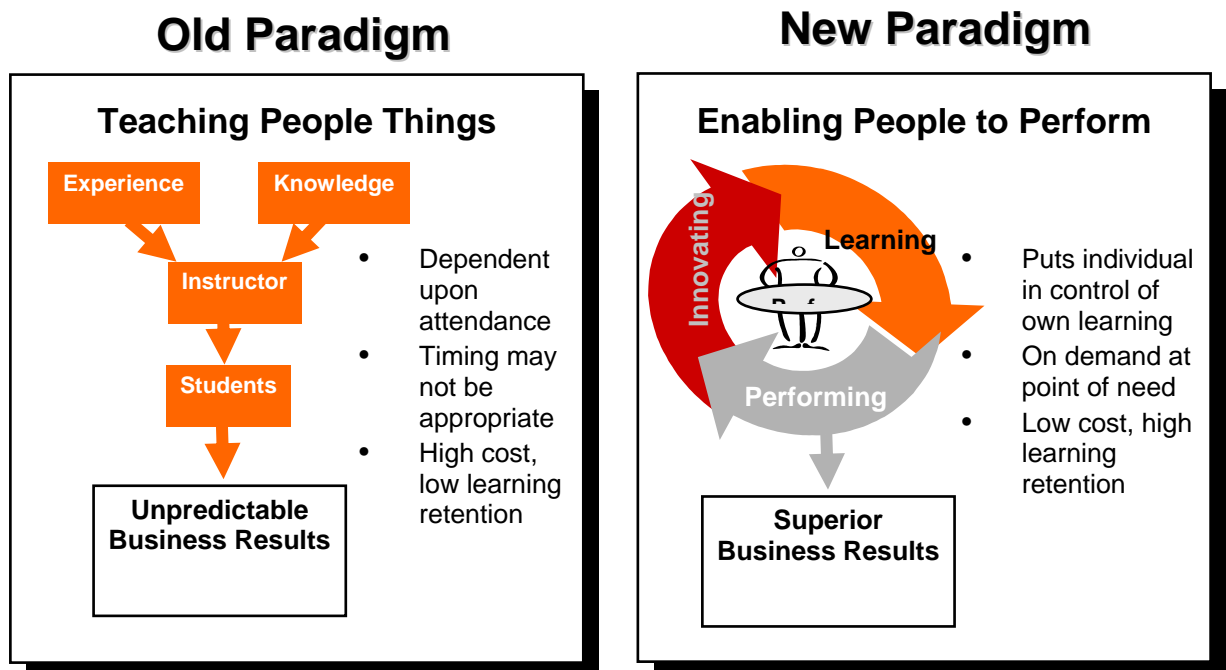 Old Paradigm
Teaching People Things
Experience
Knowledge
Instructor
Students
Unpredictable
Business Results
• Dependent
upon
attendance
• Timing may
not be
appropriate
• High cost,
low learning
retention
New Paradigm
Enabling People to Perform
Innovating
Learning
Performing
Superior
Business Results
• Puts individual
in control of
own learning
• On demand at
point of need
• Low cost, high
learning
retention